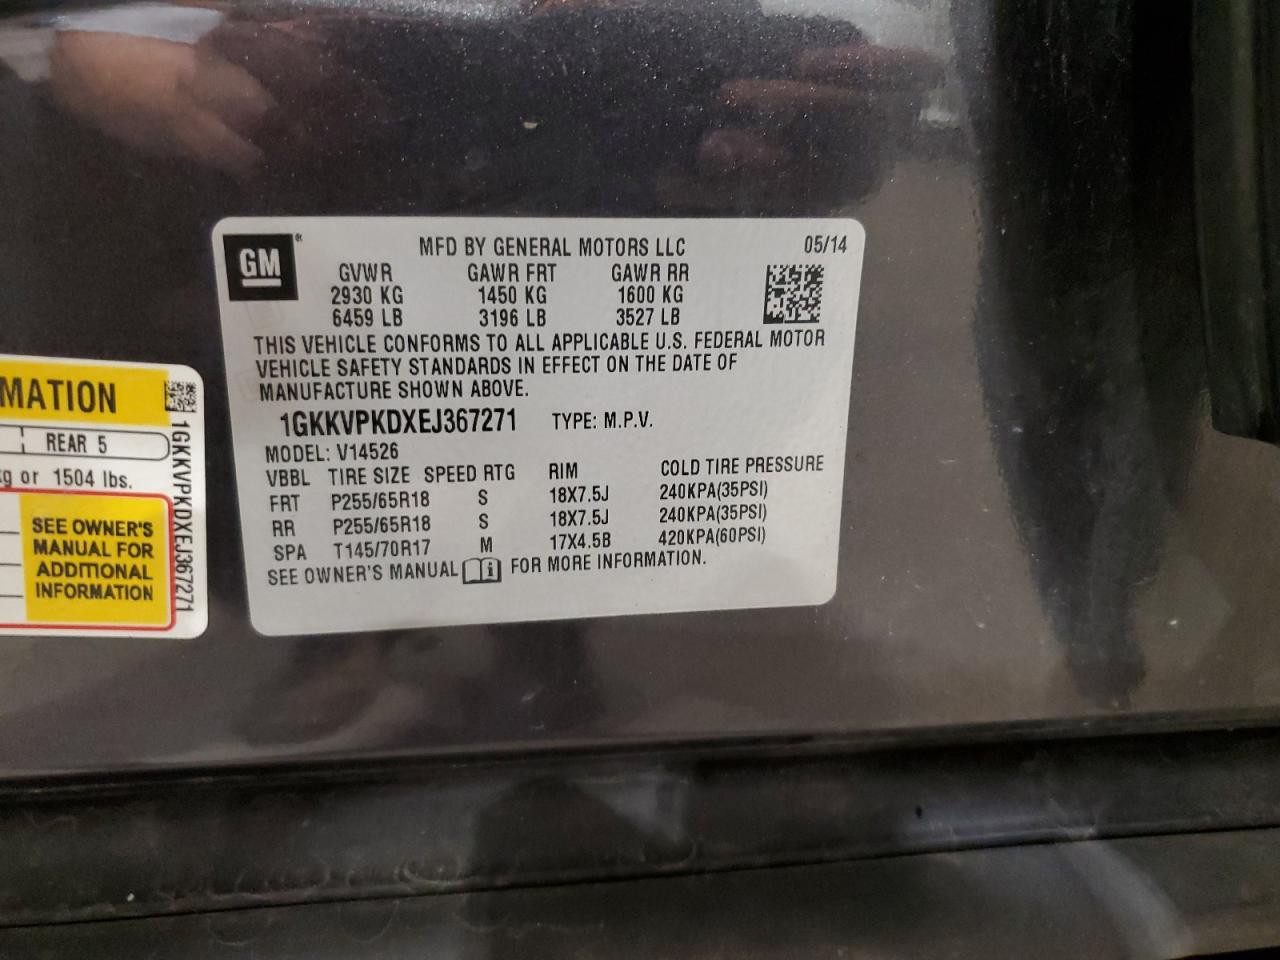 GM
®
MFD BY GENERAL MOTORS LLC 05/14
GVWR GAWR FRT GAWR RR
2930 KG 1450 KG 1600 KG
6459 LB 3196 LB 3527 LB
THIS VEHICLE CONFORMS TO ALL APPLICABLE U.S. FEDERAL MOTOR
VEHICLE SAFETY STANDARDS IN EFFECT ON THE DATE OF
MANUFACTURE SHOWN ABOVE.
1GKKVPKDXEJ367271 TYPE: M.P.V.
MODEL: V14526
VBBL TIRE SIZE SPEED RTG RIM COLD TIRE PRESSURE
FRT P255/65R18 S 18X7.5J 240KPA(35PSI)
RR P255/65R18 S 18X7.5J 240KPA(35PSI)
SPA T145/70R17 M 17X4.5B 420KPA(60PSI)
SEE OWNER'S MANUAL i FOR MORE INFORMATION.
MATION
REAR 5
kg or 1504 lbs.
SEE OWNER'S
MANUAL FOR
ADDITIONAL
INFORMATION
1GKKVPKDXEJ367271